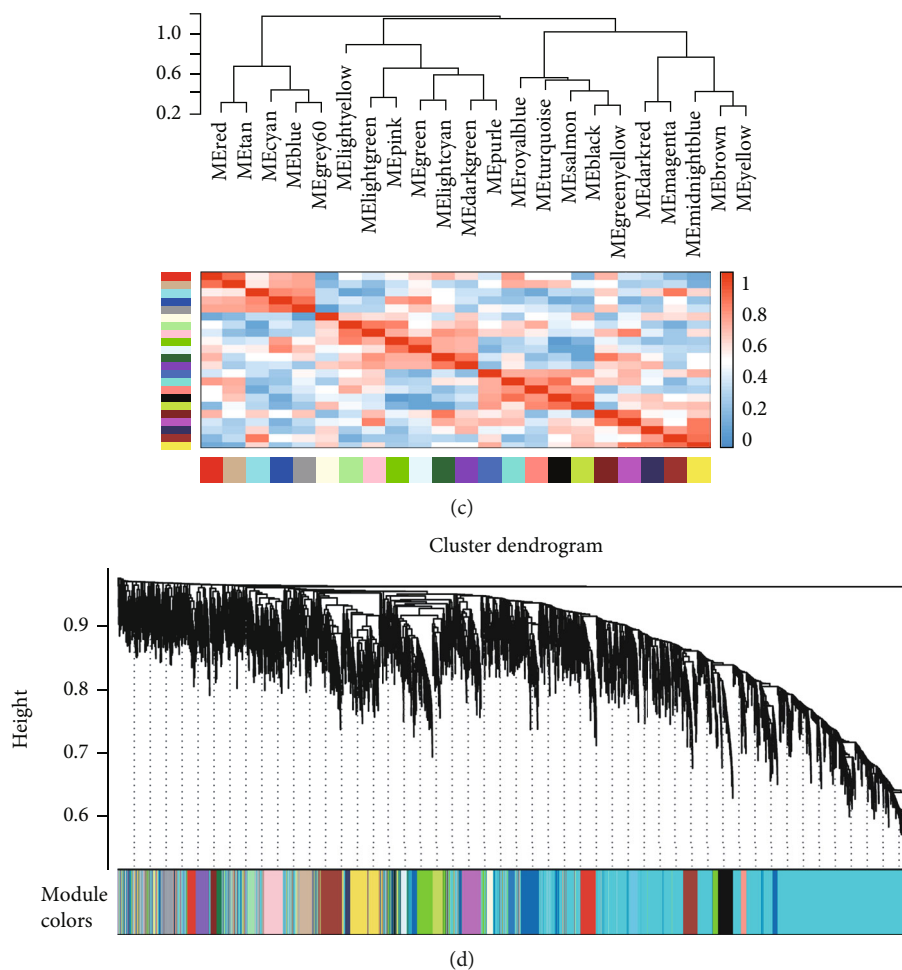 1.0
0.6
0.2
MEred
MEtan
MEcyan
MEblue
MEgrey60
MElightyellow
MElightgreen
MEpink
MEgreen
MElightcyan
MEdarkgreen
MEpurle
MEroyalblue
MEturquoise
MEsalmon
MEblack
MEgreenyellow
MEdarkred
MEmagenta
MEmidnightblue
MEbrown
MEyellow
1
0.8
0.6
0.4
0.2
0
(c)
Cluster dendrogram
Height
0.9
0.8
0.7
0.6
Module
colors
(d)